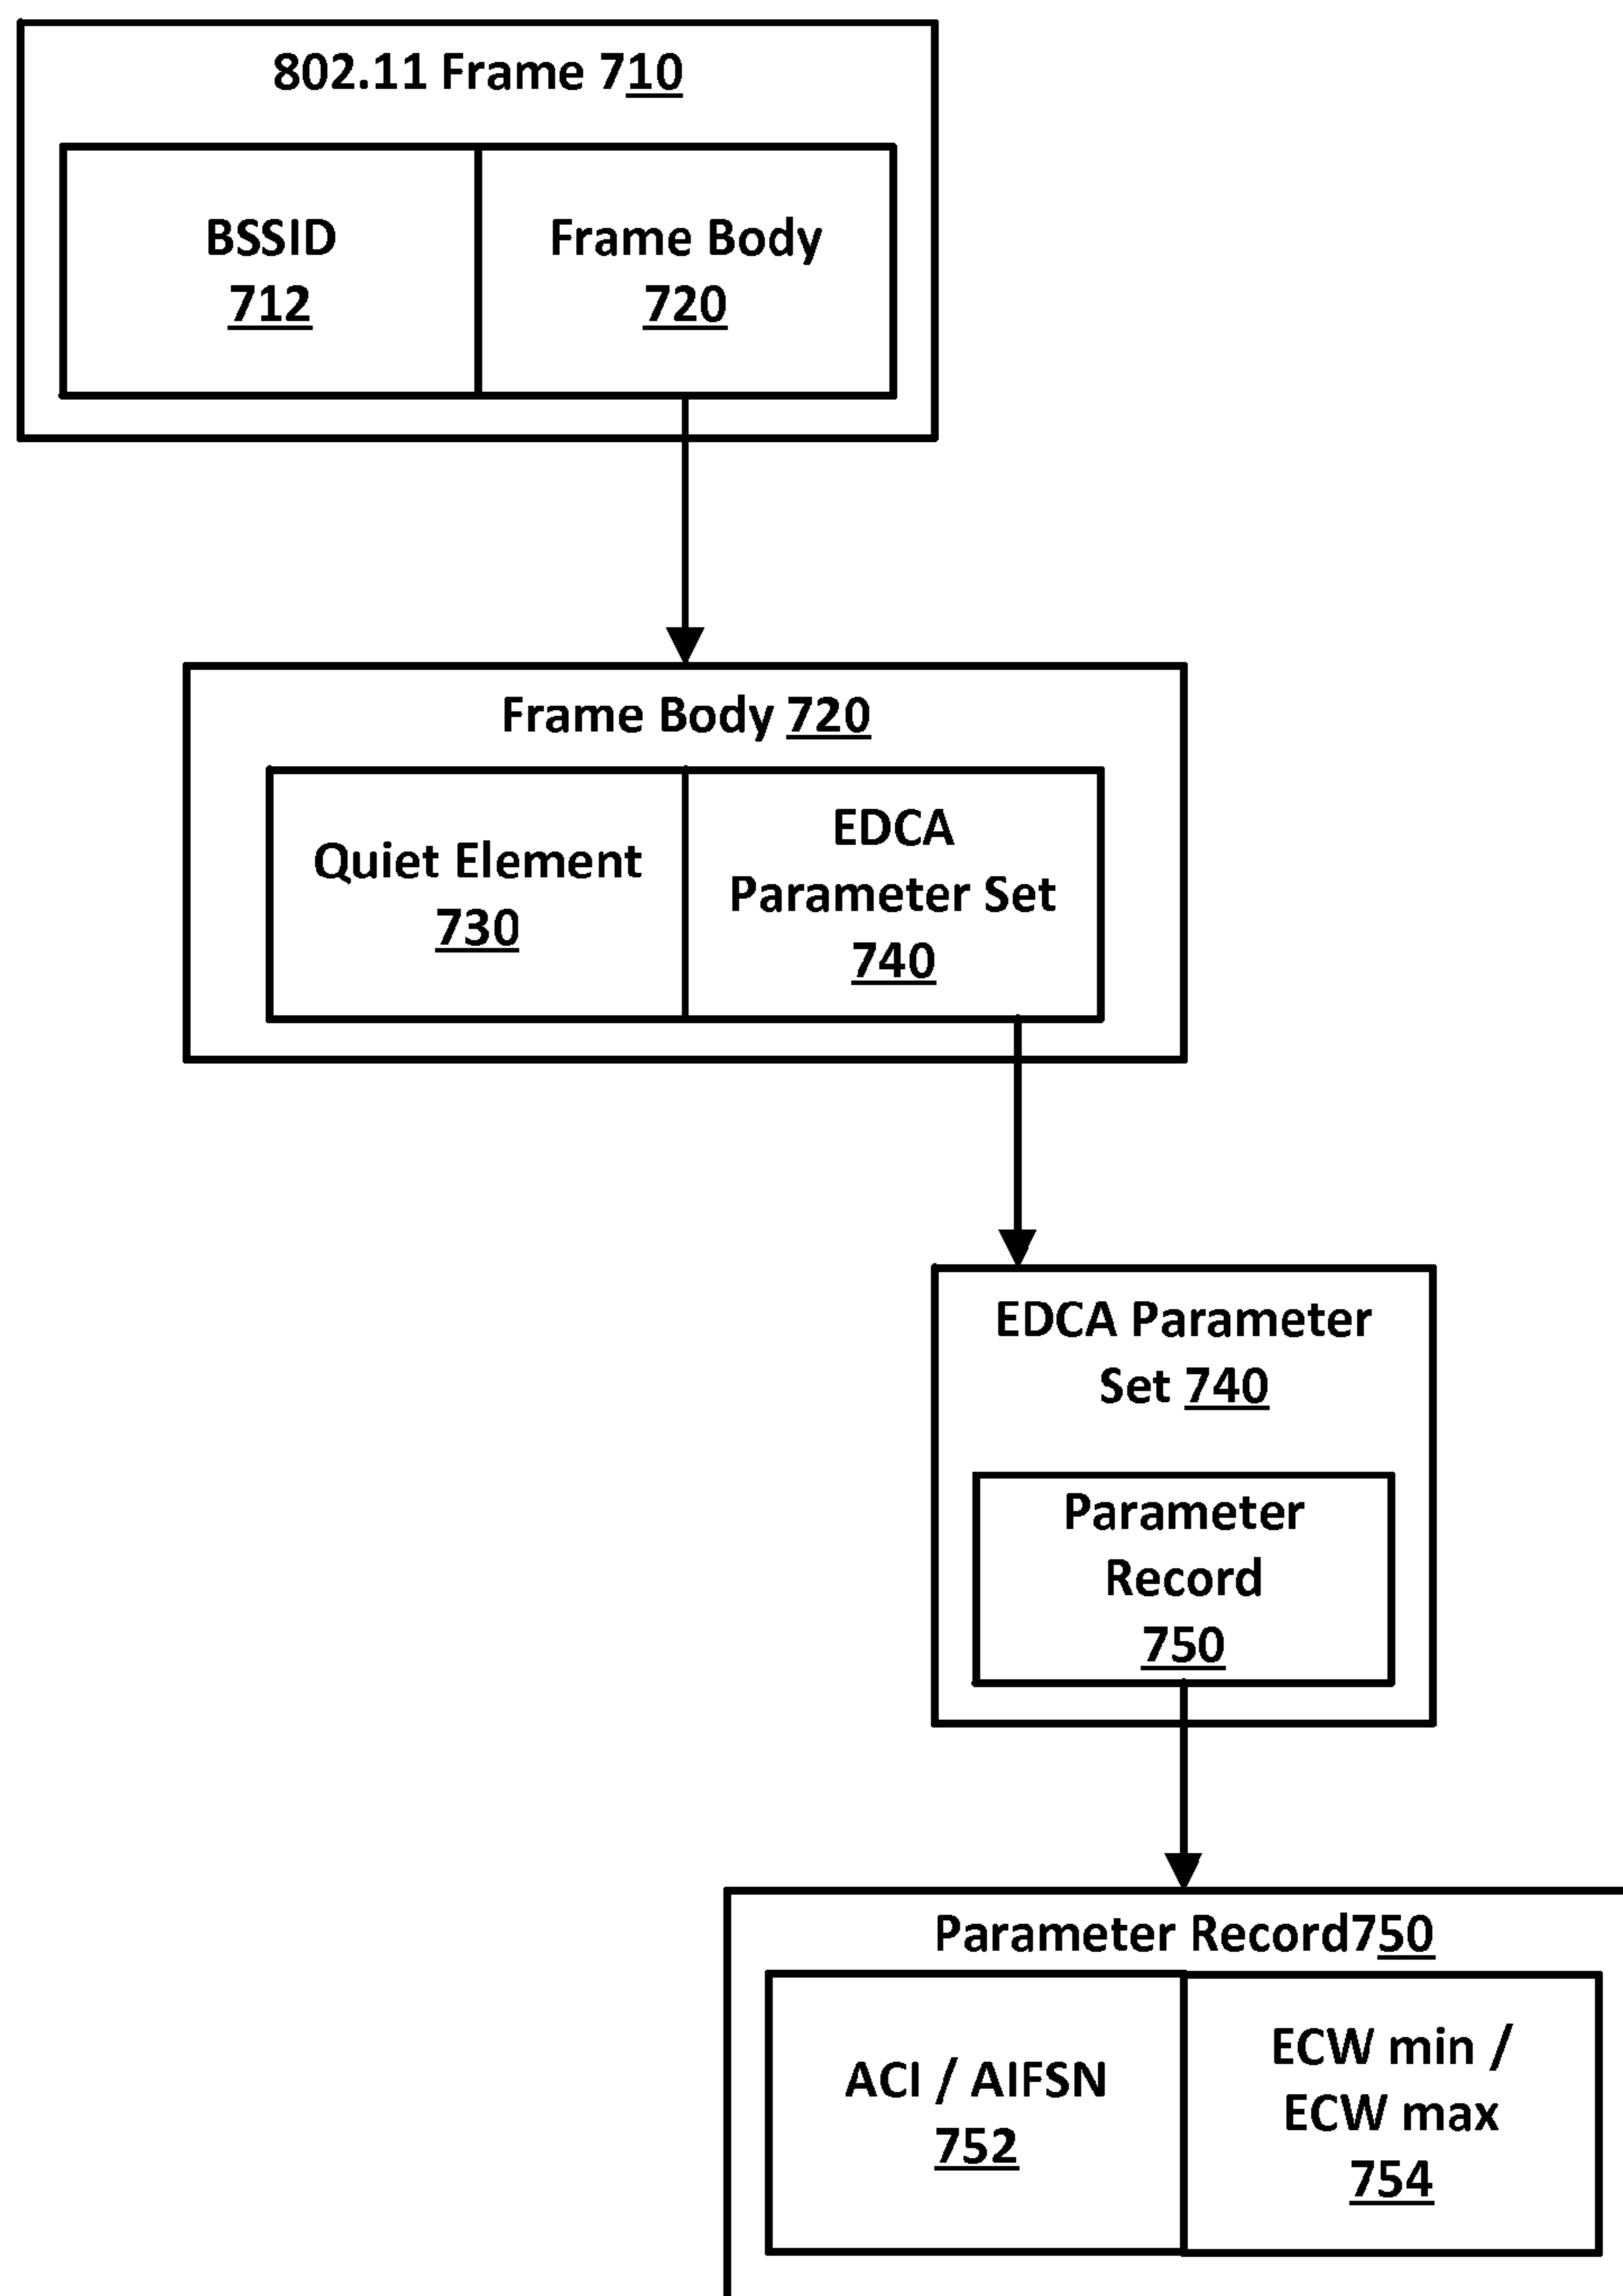 802.11 Frame 710
BSSID
712
Frame Body
720
Frame Body 720
Quiet Element
730
EDCA
Parameter Set
740
EDCA Parameter
Set 740
Parameter
Record
750
Parameter Record750
ACI / AIFSN
752
ECW min /
ECW max
754